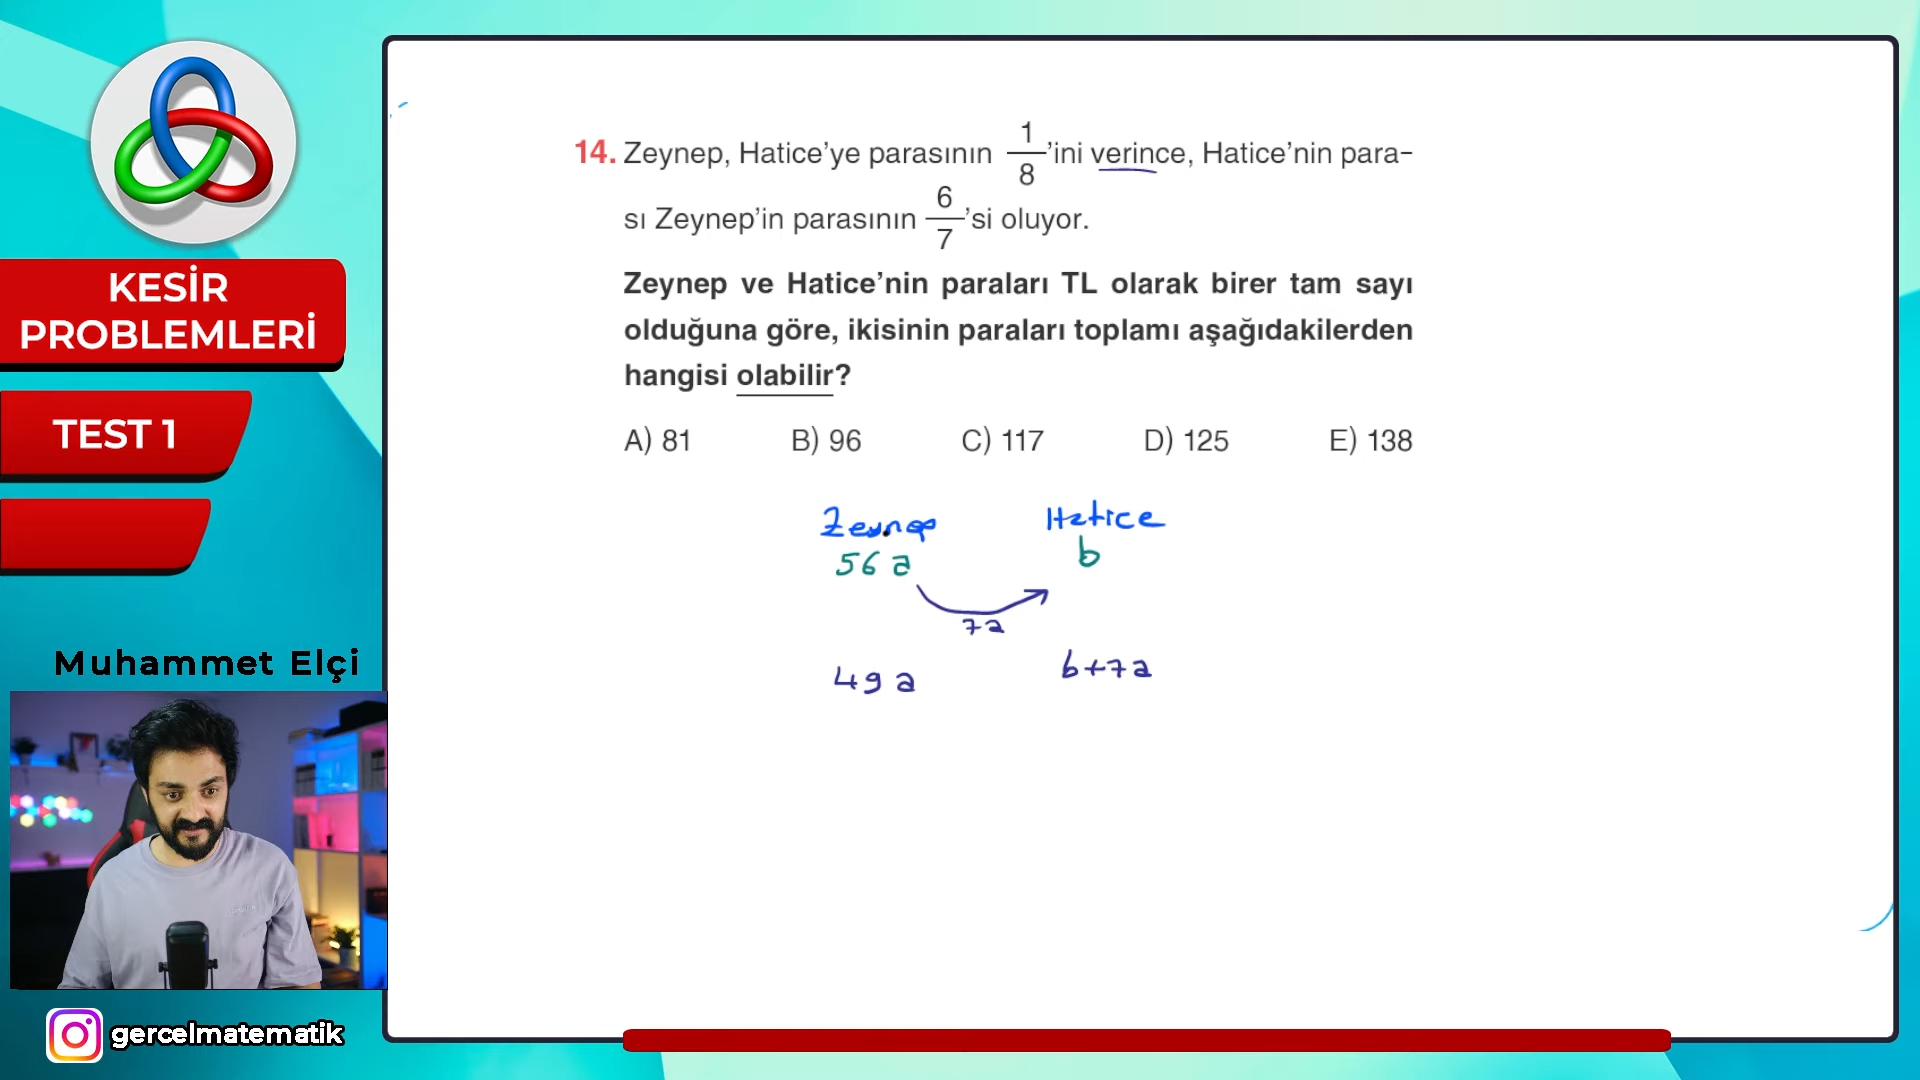 KESİR
PROBLEMLERİ
TEST 1
Muhammet Elçi
gercelmatematik
14. Zeynep, Hatice’ye parasının 1/8 ’ini verince, Hatice’nin para-
sı Zeynep’in parasının 6/7 ’si oluyor.
Zeynep ve Hatice’nin paraları TL olarak birer tam sayı
olduğuna göre, ikisinin paraları toplamı aşağıdakilerden
hangisi olabilir?
A) 81 B) 96 C) 117 D) 125 E) 138
Zeynep Hatice
56 a b
7a
49 a b+7a